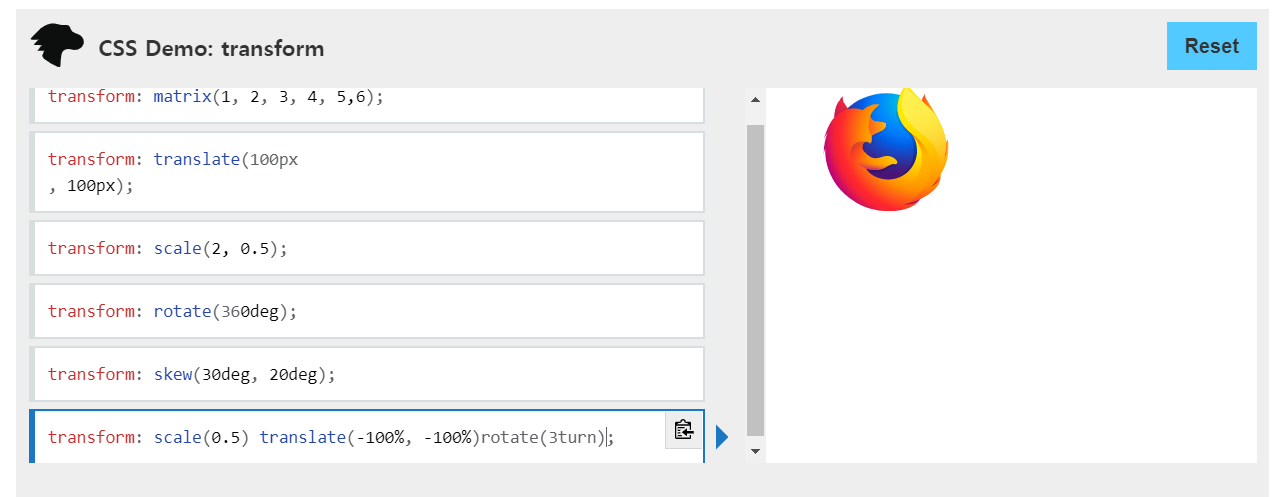 CSS Demo: transform
Reset
transform: matrix(1, 2, 3, 4, 5,6);
transform: translate(100px
, 100px);
transform: scale(2, 0.5);
transform: rotate(360deg);
transform: skew(30deg, 20deg);
transform: scale(0.5) translate(-100%, -100%)rotate(3turn);